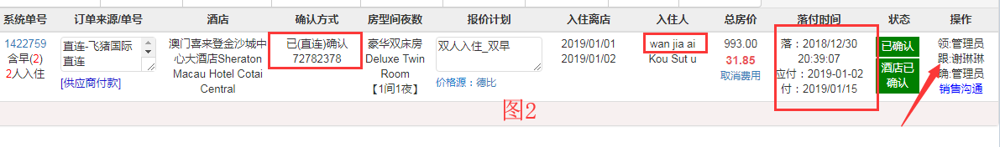 系统单号 订单来源/单号 酒店 确认方式 房型间夜数 报价计划 入住离店 入住人 总房价 落付时间 状态 操作
1422759
含早(2)
2人入住
直连-飞猪国际
直连
[供应商付款]
澳门喜来登金沙城中
心大酒店Sheraton
Macau Hotel Cotai
Central
已(直连)确认
72782378
豪华双床房
Deluxe Twin
Room
【1间1夜】
双人入住_双早
价格源：德比
2019/01/01
2019/01/02
wan jia ai
Kou Sut u
993.00
31.85
取消费用
落：2018/12/30
20:39:07
应付：2019-01-02
付：2019/01/15
已确认
酒店已
确认
领:管理员
跟:谢琳琳
确:管理员
销售沟通
图2